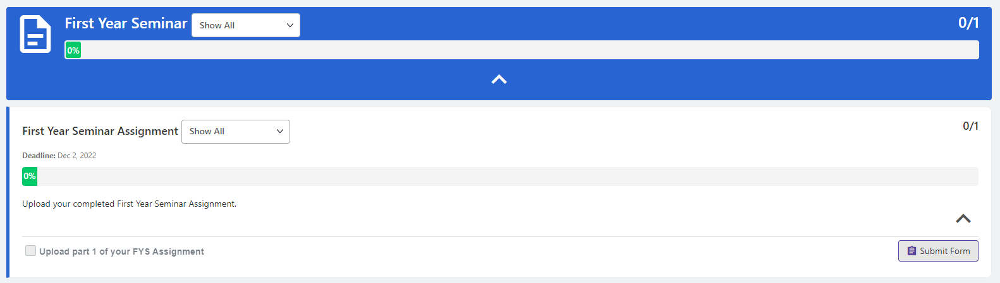 First Year Seminar Show All 0/1
0%
First Year Seminar Assignment Show All 0/1
Deadline: Dec 2, 2022
0%
Upload your completed First Year Seminar Assignment.
Upload part 1 of your FYS Assignment Submit Form